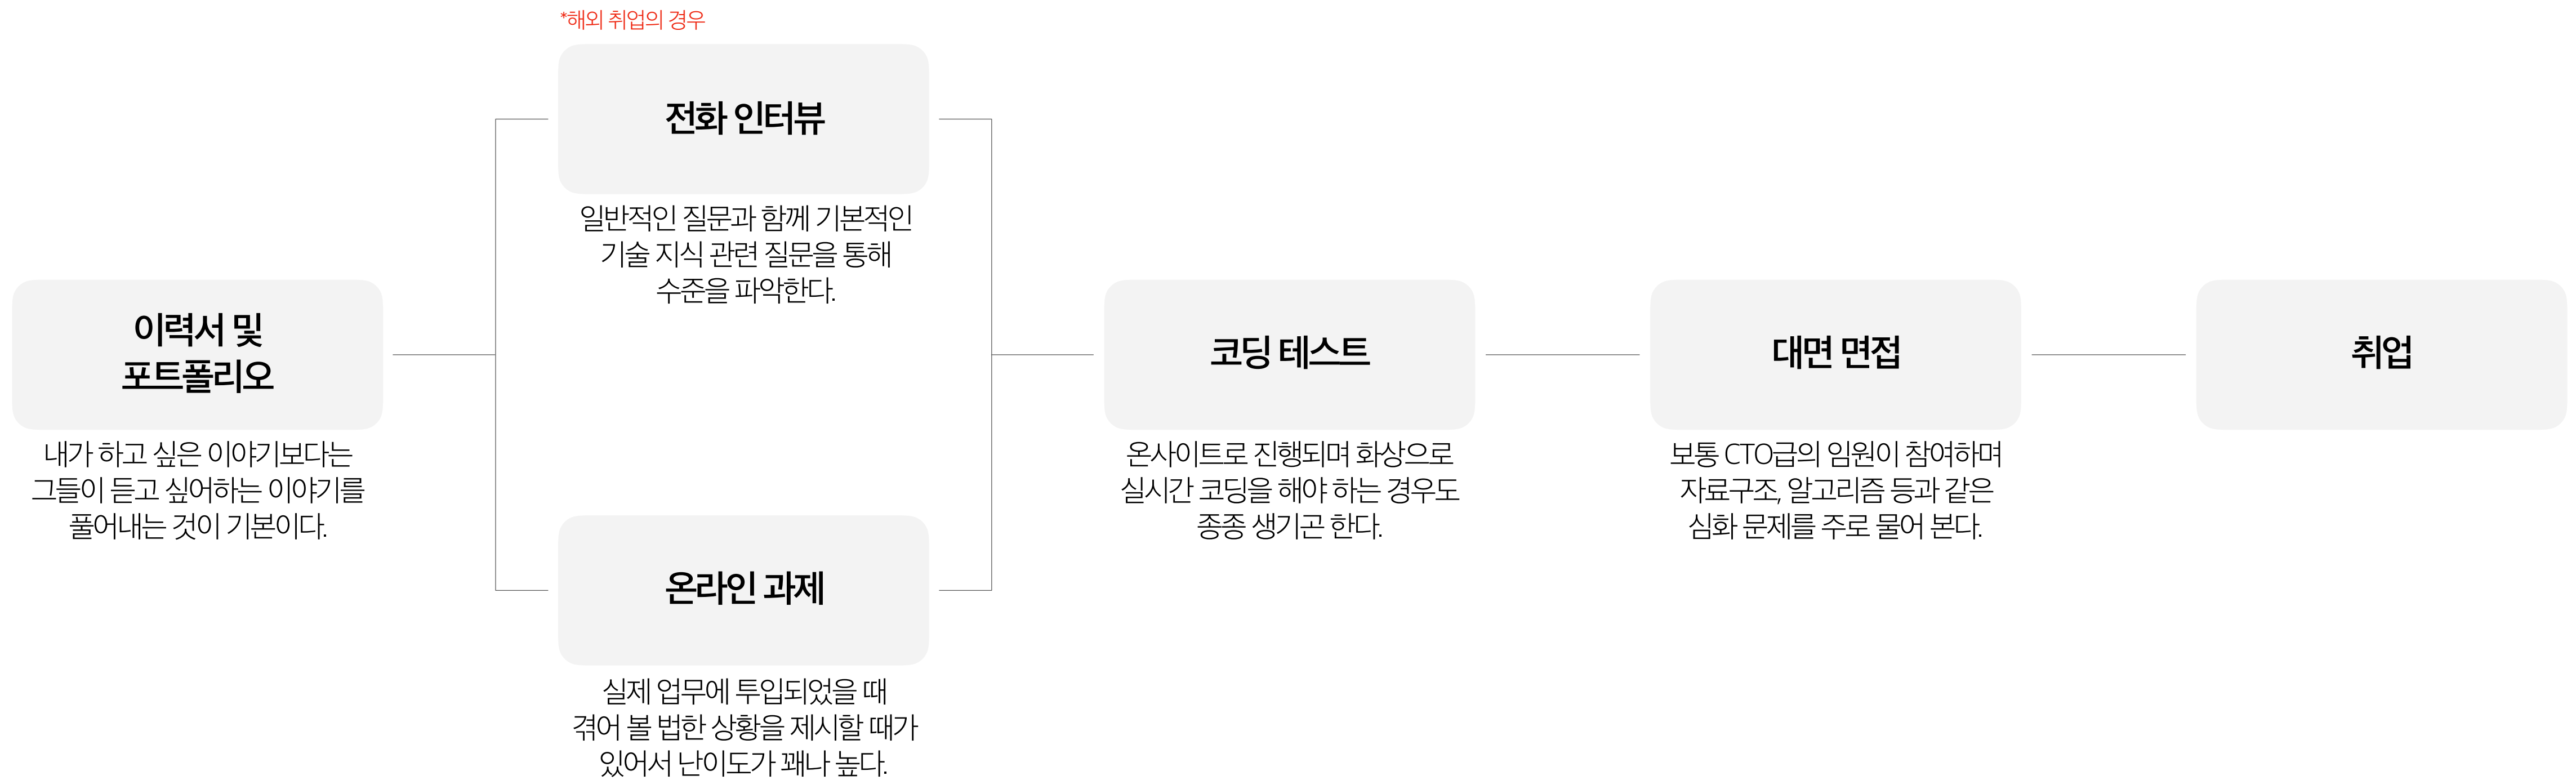 *해외 취업의 경우
전화 인터뷰
일반적인 질문과 함께 기본적인
기술 지식 관련 질문을 통해
수준을 파악한다.
이력서 및
포트폴리오
내가 하고 싶은 이야기보다는
그들이 듣고 싶어하는 이야기를
풀어내는 것이 기본이다.
온라인 과제
실제 업무에 투입되었을 때
겪어 볼 법한 상황을 제시할 때가
있어서 난이도가 꽤나 높다.
코딩 테스트
온사이트로 진행되며 화상으로
실시간 코딩을 해야 하는 경우도
종종 생기곤 한다.
대면 면접
보통 CTO급의 임원이 참여하며
자료구조, 알고리즘 등과 같은
심화 문제를 주로 물어 본다.
취업